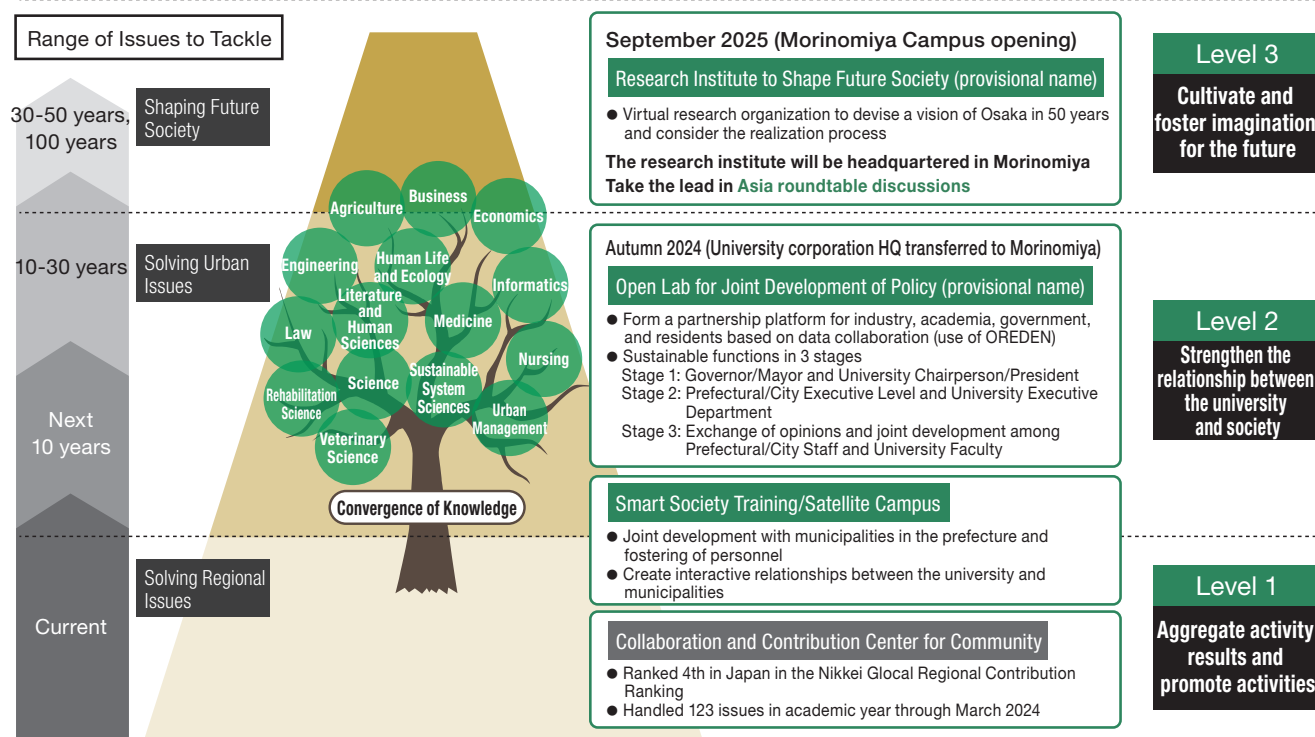 Range of Issues to Tackle
30-50 years,
100 years
Shaping Future
Society
10-30 years
Solving Urban
Issues
Next
10 years
Current
Solving Regional
Issues
Agriculture
Business
Economics
Engineering
Human Life
and Ecology
Informatics
Law
Literature
and
Human
Sciences
Medicine
Nursing
Rehabilitation
Science
Science
Sustainable
System
Sciences
Urban
Management
Veterinary
Science
Convergence of Knowledge
September 2025 (Morinomiya Campus opening)
Research Institute to Shape Future Society (provisional name)
● Virtual research organization to devise a vision of Osaka in 50 years
and consider the realization process
The research institute will be headquartered in Morinomiya
Take the lead in Asia roundtable discussions
Level 3
Cultivate and
foster imagination
for the future
Autumn 2024 (University corporation HQ transferred to Morinomiya)
Open Lab for Joint Development of Policy (provisional name)
● Form a partnership platform for industry, academia, government,
and residents based on data collaboration (use of OREDEN)
● Sustainable functions in 3 stages
Stage 1: Governor/Mayor and University Chairperson/President
Stage 2: Prefectural/City Executive Level and University Executive
Department
Stage 3: Exchange of opinions and joint development among
Prefectural/City Staff and University Faculty
Level 2
Strengthen the
relationship between
the university
and society
Smart Society Training/Satellite Campus
● Joint development with municipalities in the prefecture and
fostering of personnel
● Create interactive relationships between the university and
municipalities
Collaboration and Contribution Center for Community
● Ranked 4th in Japan in the Nikkei Glocal Regional Contribution
Ranking
● Handled 123 issues in academic year through March 2024
Level 1
Aggregate activity
results and
promote activities